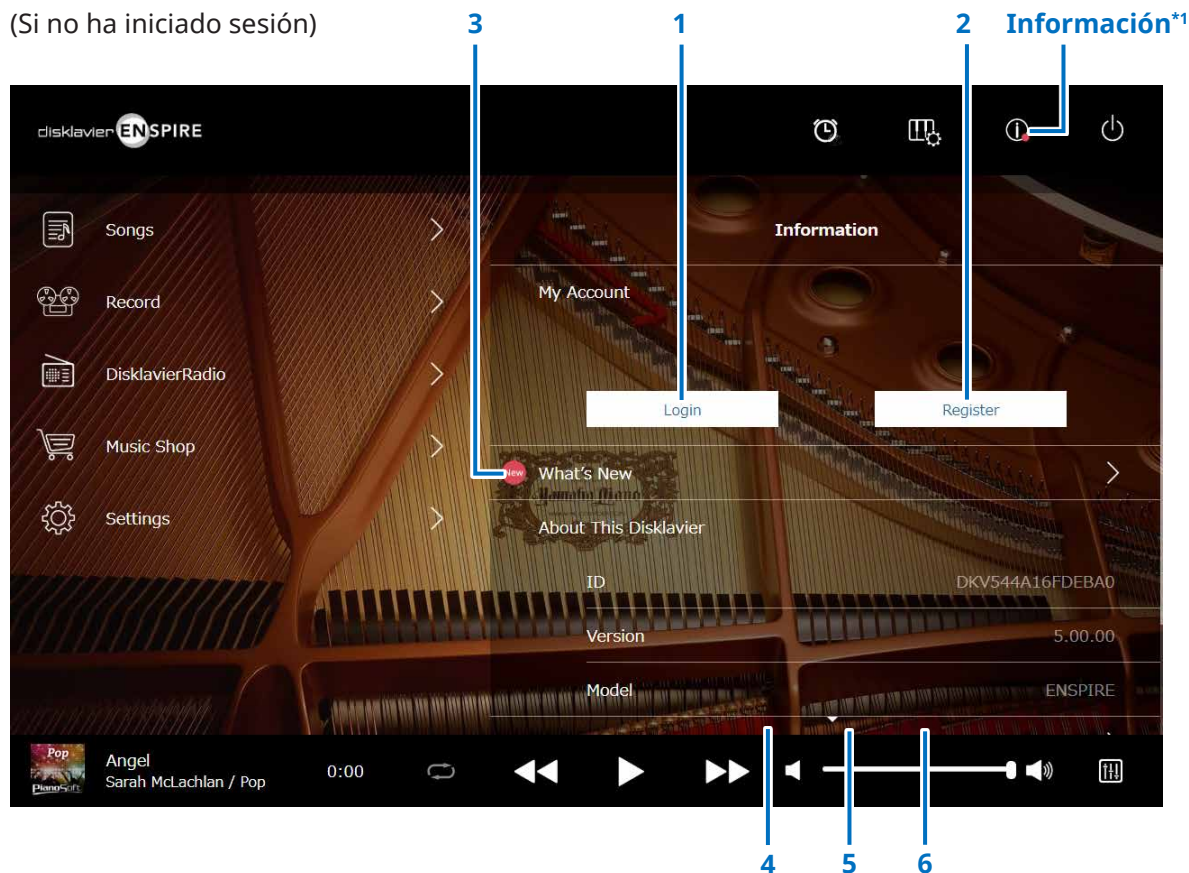 (Si no ha iniciado sesión)
3
1
2
Información*1
disklavier ENSPIRE
Songs
Record
DisklavierRadio
Music Shop
Settings
Information
My Account
Login
Register
New
What's New
Yamaha Piano
About This Disklavier
ID
DKV544A16FDEBA0
Version
5.00.00
Model
ENSPIRE
Pop
PianoSoft
Angel
Sarah McLachlan / Pop
0:00
4
5
6